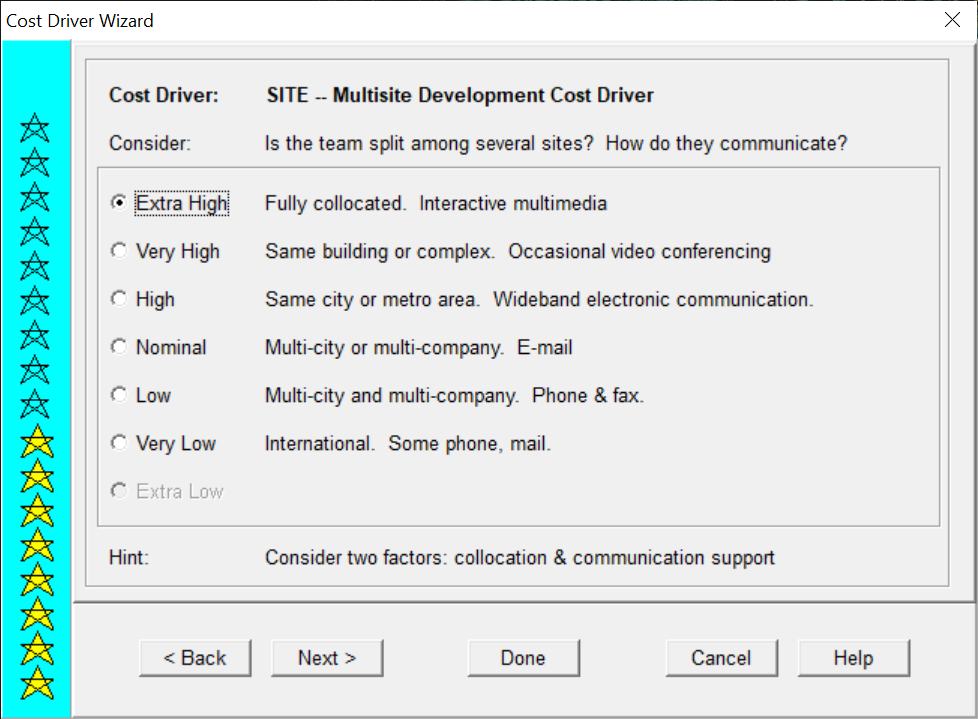 Cost Driver Wizard
Cost Driver: SITE -- Multisite Development Cost Driver
Consider: Is the team split among several sites?  How do they communicate?
Extra High Fully collocated.  Interactive multimedia
Very High Same building or complex.  Occasional video conferencing
High Same city or metro area.  Wideband electronic communication.
Nominal Multi-city or multi-company.  E-mail
Low Multi-city and multi-company.  Phone & fax.
Very Low International.  Some phone, mail.
Extra Low
Hint: Consider two factors: collocation & communication support
< Back Next > Done Cancel Help